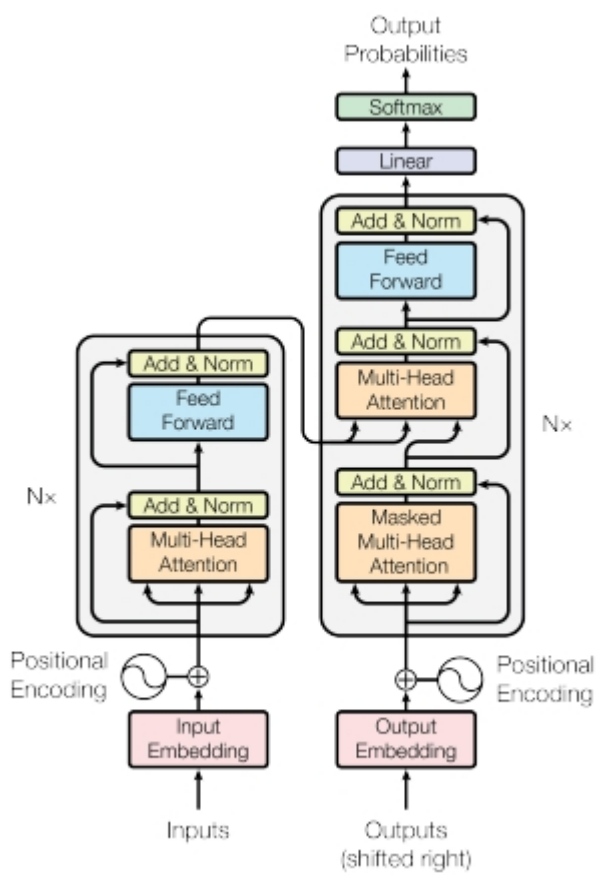 Output
Probabilities
Softmax
Linear
Add & Norm
Feed
Forward
Add & Norm
Multi-Head
Attention
Add & Norm
Masked
Multi-Head
Attention
N×
Positional
Encoding
Output
Embedding
Outputs
(shifted right)
Add & Norm
Feed
Forward
Add & Norm
Multi-Head
Attention
N×
Positional
Encoding
Input
Embedding
Inputs